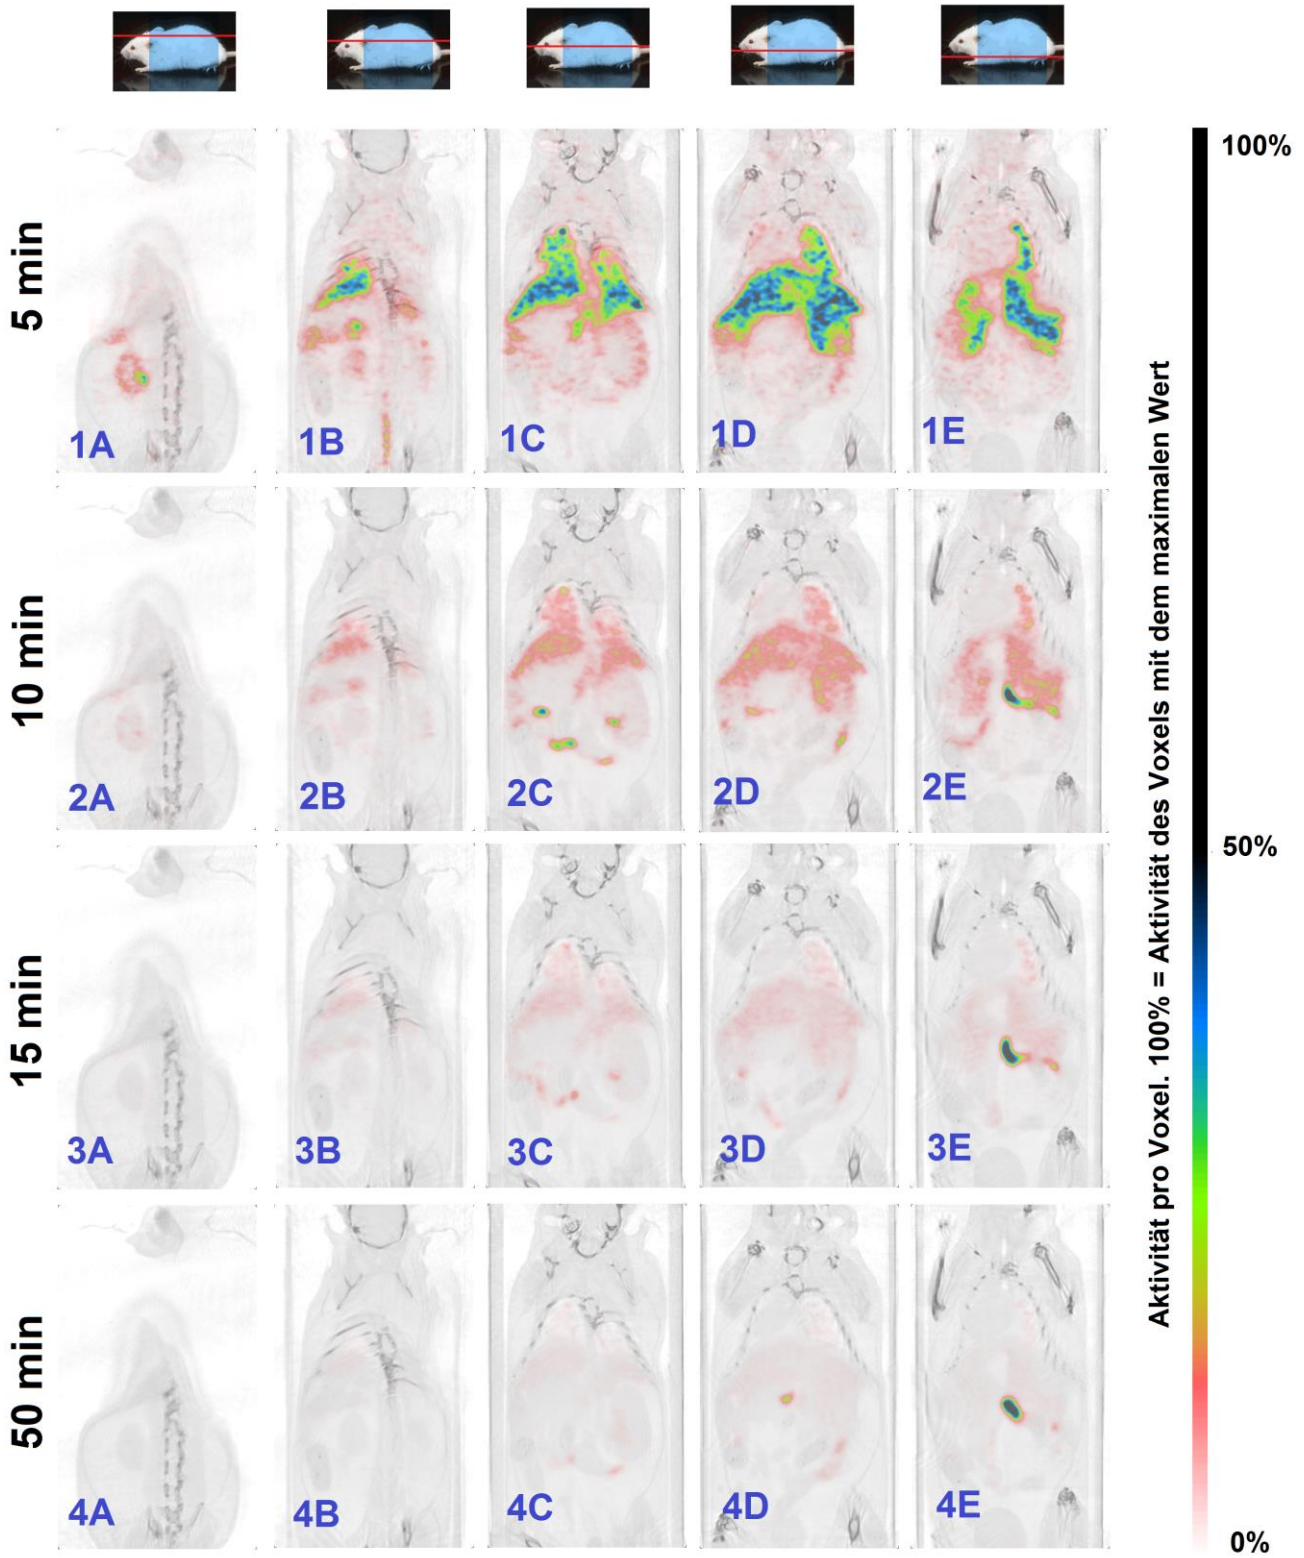 5 min
1A
1B
1C
1D
1E
10 min
2A
2B
2C
2D
2E
15 min
3A
3B
3C
3D
3E
50 min
4A
4B
4C
4D
4E
Aktivität pro Voxel. 100% = Aktivität des Voxels mit dem maximalen Wert
100%
50%
0%